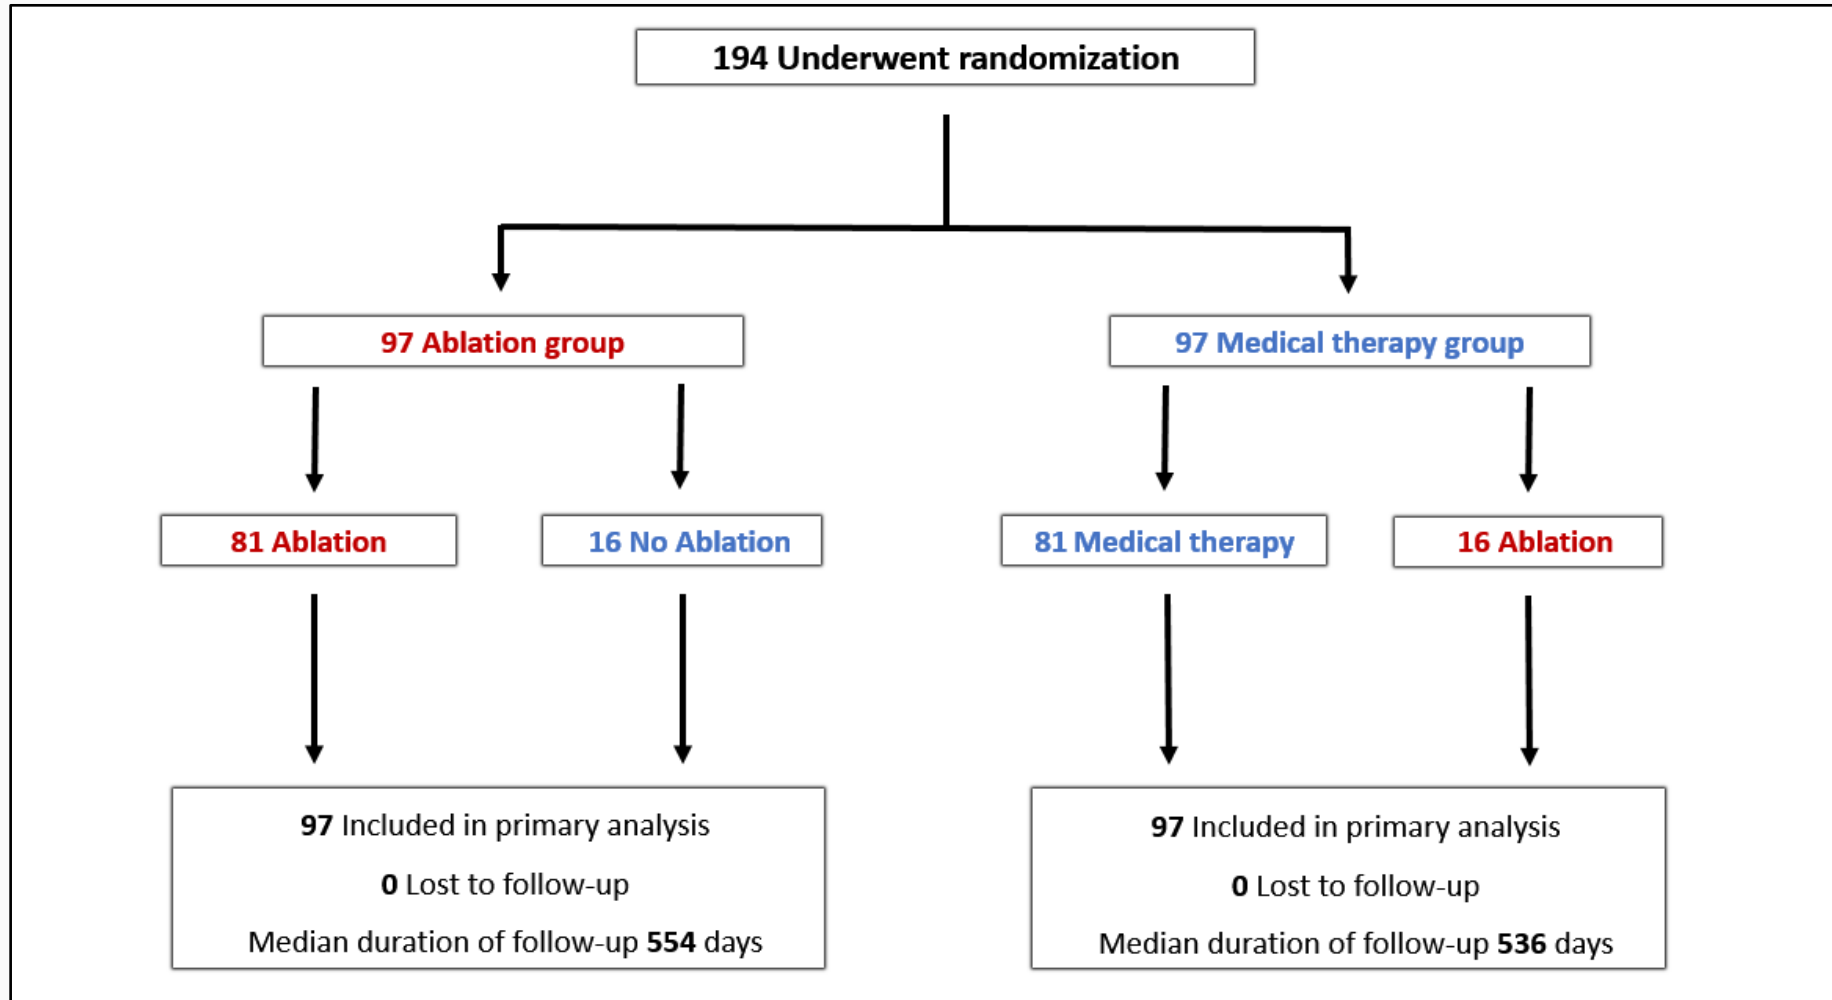 194 Underwent randomization
97 Ablation group
97 Medical therapy group
81 Ablation
16 No Ablation
81 Medical therapy
16 Ablation
97 Included in primary analysis
0 Lost to follow-up
Median duration of follow-up 554 days
97 Included in primary analysis
0 Lost to follow-up
Median duration of follow-up 536 days